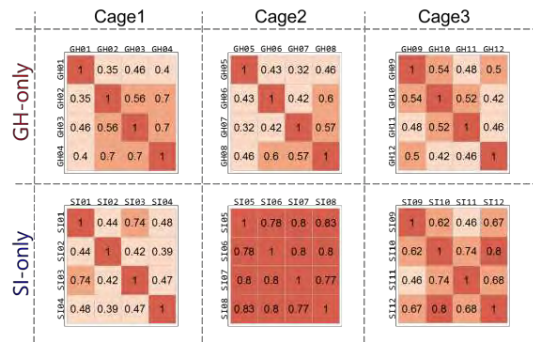 Cage1 Cage2 Cage3
GH-only
GH01 GH02 GH03 GH04
GH01 1 0.35 0.46 0.4
GH02 0.35 1 0.56 0.7
GH03 0.46 0.56 1 0.7
GH04 0.4 0.7 0.7 1
GH05 GH06 GH07 GH08
GH05 1 0.43 0.32 0.46
GH06 0.43 1 0.42 0.6
GH07 0.32 0.42 1 0.57
GH08 0.46 0.6 0.57 1
GH09 GH10 GH11 GH12
GH09 1 0.54 0.48 0.5
GH10 0.54 1 0.52 0.42
GH11 0.48 0.52 1 0.46
GH12 0.5 0.42 0.46 1
SI-only
SI01 SI02 SI03 SI04
SI01 1 0.44 0.74 0.48
SI02 0.44 1 0.42 0.39
SI03 0.74 0.42 1 0.47
SI04 0.48 0.39 0.47 1
SI05 SI06 SI07 SI08
SI05 1 0.78 0.8 0.83
SI06 0.78 1 0.8 0.8
SI07 0.8 0.8 1 0.77
SI08 0.83 0.8 0.77 1
SI09 SI10 SI11 SI12
SI09 1 0.62 0.46 0.67
SI10 0.62 1 0.74 0.8
SI11 0.46 0.74 1 0.68
SI12 0.67 0.8 0.68 1